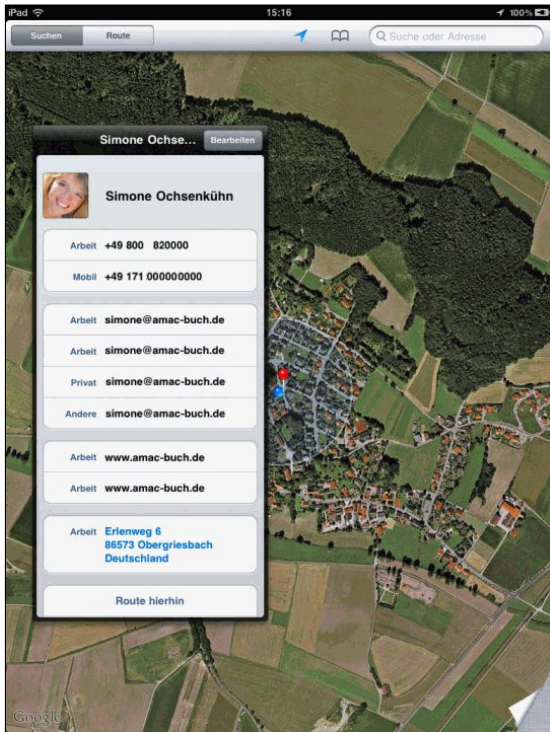 iPad 15:16 100%
Suchen Route Suche oder Adresse
Simone Ochse... Bearbeiten
Simone Ochsenkühn
Arbeit +49 800 820000
Mobil +49 171 000000000
Arbeit simone@amac-buch.de
Arbeit simone@amac-buch.de
Privat simone@amac-buch.de
Andere simone@amac-buch.de
Arbeit www.amac-buch.de
Arbeit www.amac-buch.de
Arbeit Erlenweg 6
86573 Obergriesbach
Deutschland
Route hierhin
Google